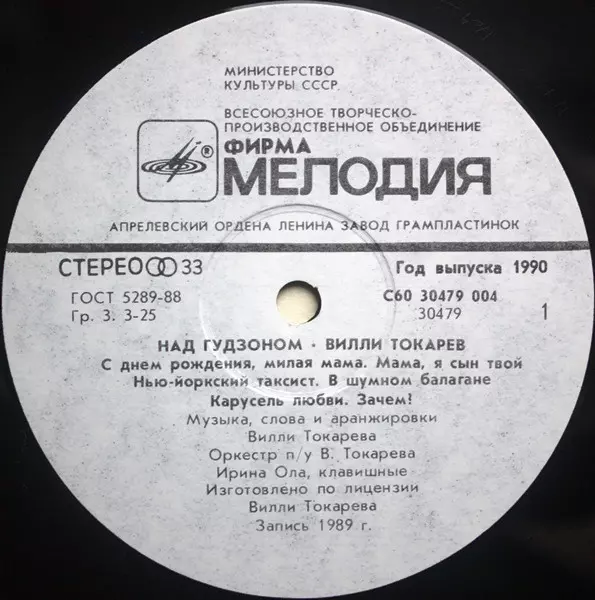 МИНИСТЕРСТВО
КУЛЬТУРЫ СССР
ВСЕСОЮЗНОЕ ТВОРЧЕСКО-
ПРОИЗВОДСТВЕННОЕ ОБЪЕДИНЕНИЕ
®
ФИРМА
МЕЛОДИЯ
АПРЕЛЕВСКИЙ ОРДЕНА ЛЕНИНА ЗАВОД ГРАМПЛАСТИНОК
СТЕРЕО 33
Год выпуска 1990
ГОСТ 5289-88
С60 30479 004
Гр. 3. 3-25
30479
1
НАД ГУДЗОНОМ · ВИЛЛИ ТОКАРЕВ
С днем рождения, милая мама. Мама, я сын твой
Нью-йоркский таксист. В шумном балагане
Карусель любви. Зачем!
Музыка, слова и аранжировки
Вилли Токарева
Оркестр п/у В. Токарева
Ирина Ола, клавишные
Изготовлено по лицензии
Вилли Токарева
Запись 1989 г.